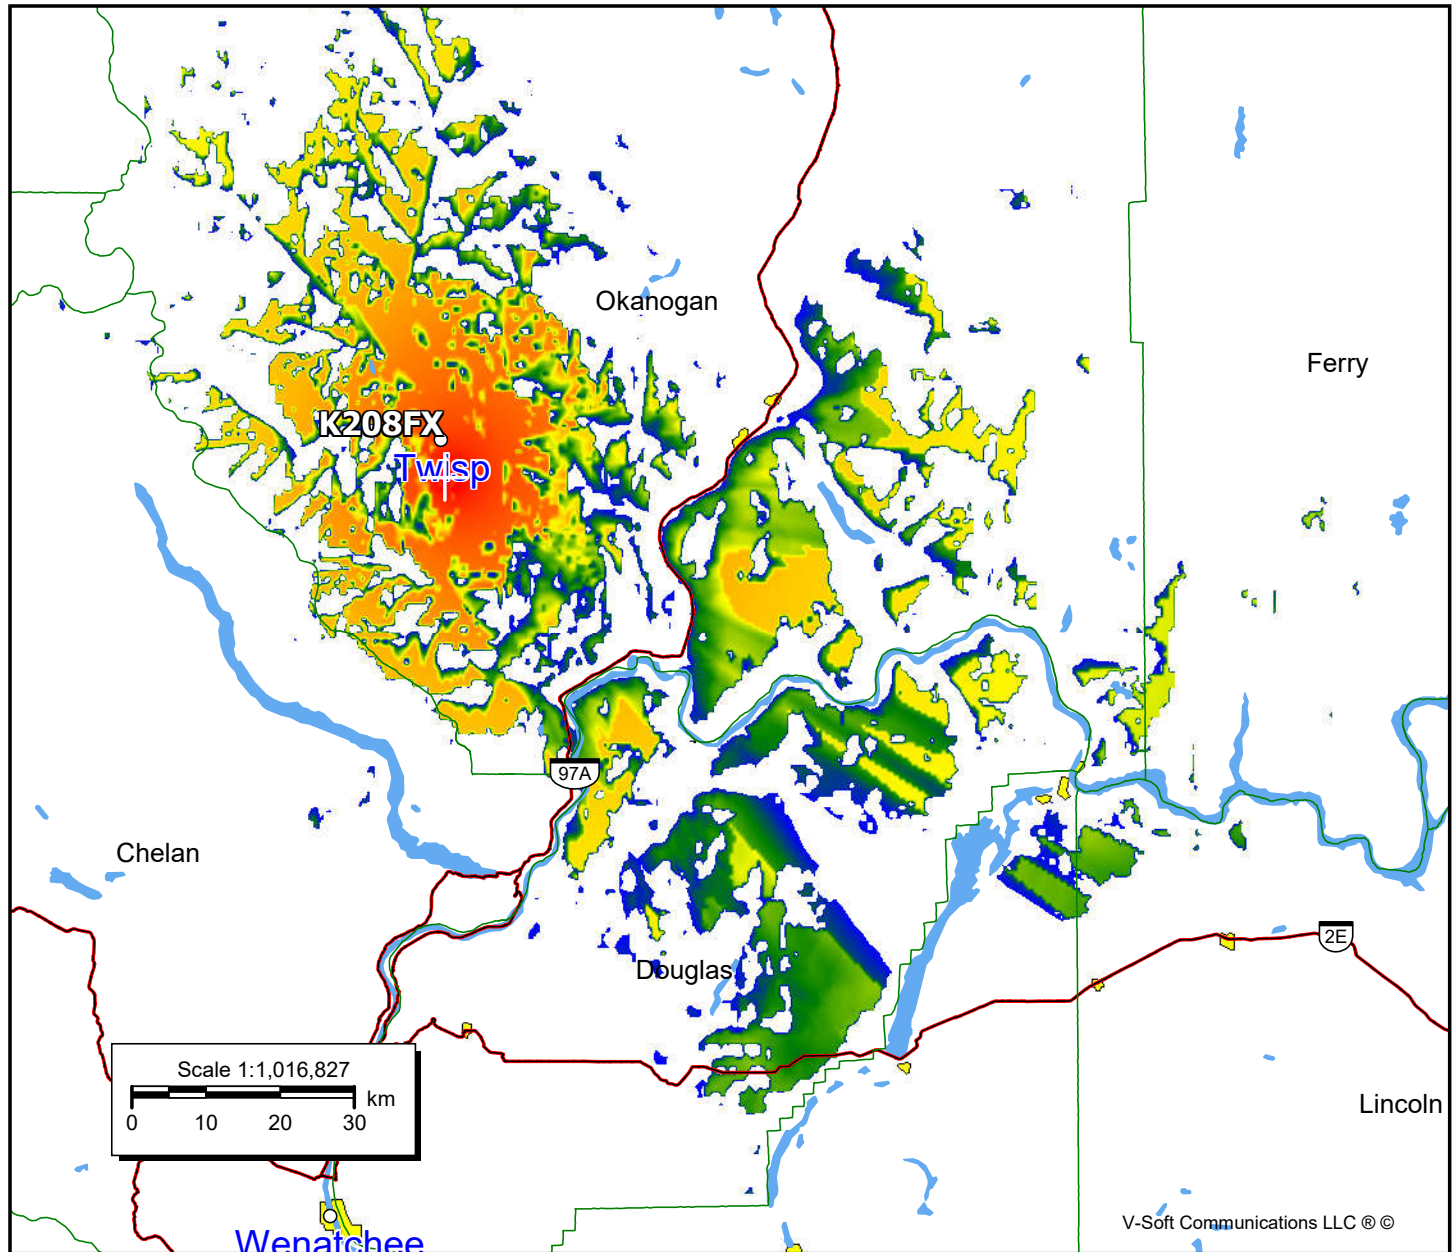 Okanogan
Ferry
K208FX
Twisp
97A
Chelan
2E
Douglas
Scale 1:1,016,827
km
0 10 20 30
Lincoln
V-Soft Communications LLC ® ©
Wenatchee